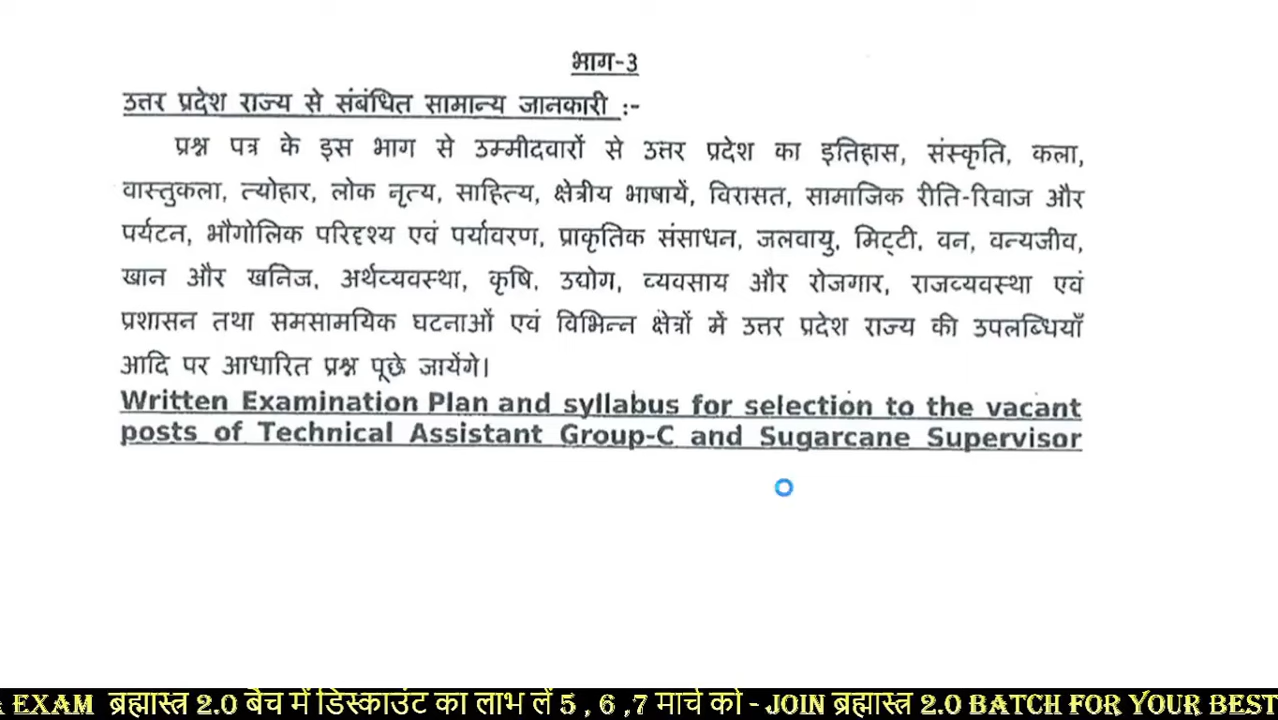 भाग-3
उत्तर प्रदेश राज्य से संबंधित सामान्य जानकारी :-
प्रश्न पत्र के इस भाग से उम्मीदवारों से उत्तर प्रदेश का इतिहास, संस्कृति, कला,
वास्तुकला, त्योहार, लोक नृत्य, साहित्य, क्षेत्रीय भाषायें, विरासत, सामाजिक रीति-रिवाज और
पर्यटन, भौगोलिक परिदृश्य एवं पर्यावरण, प्राकृतिक संसाधन, जलवायु, मिट्टी, वन, वन्यजीव,
खान और खनिज, अर्थव्यवस्था, कृषि, उद्योग, व्यवसाय और रोजगार, राजव्यवस्था एवं
प्रशासन तथा समसामयिक घटनाओं एवं विभिन्न क्षेत्रों में उत्तर प्रदेश राज्य की उपलब्धियाँ
आदि पर आधारित प्रश्न पूछे जायेंगे।
Written Examination Plan and syllabus for selection to the vacant
posts of Technical Assistant Group-C and Sugarcane Supervisor
EXAM ब्रह्मास्त्र 2.0 बैच में डिस्काउंट का लाभ लें 5 , 6 ,7 मार्च को - JOIN ब्रह्मास्त्र 2.0 BATCH FOR YOUR BEST